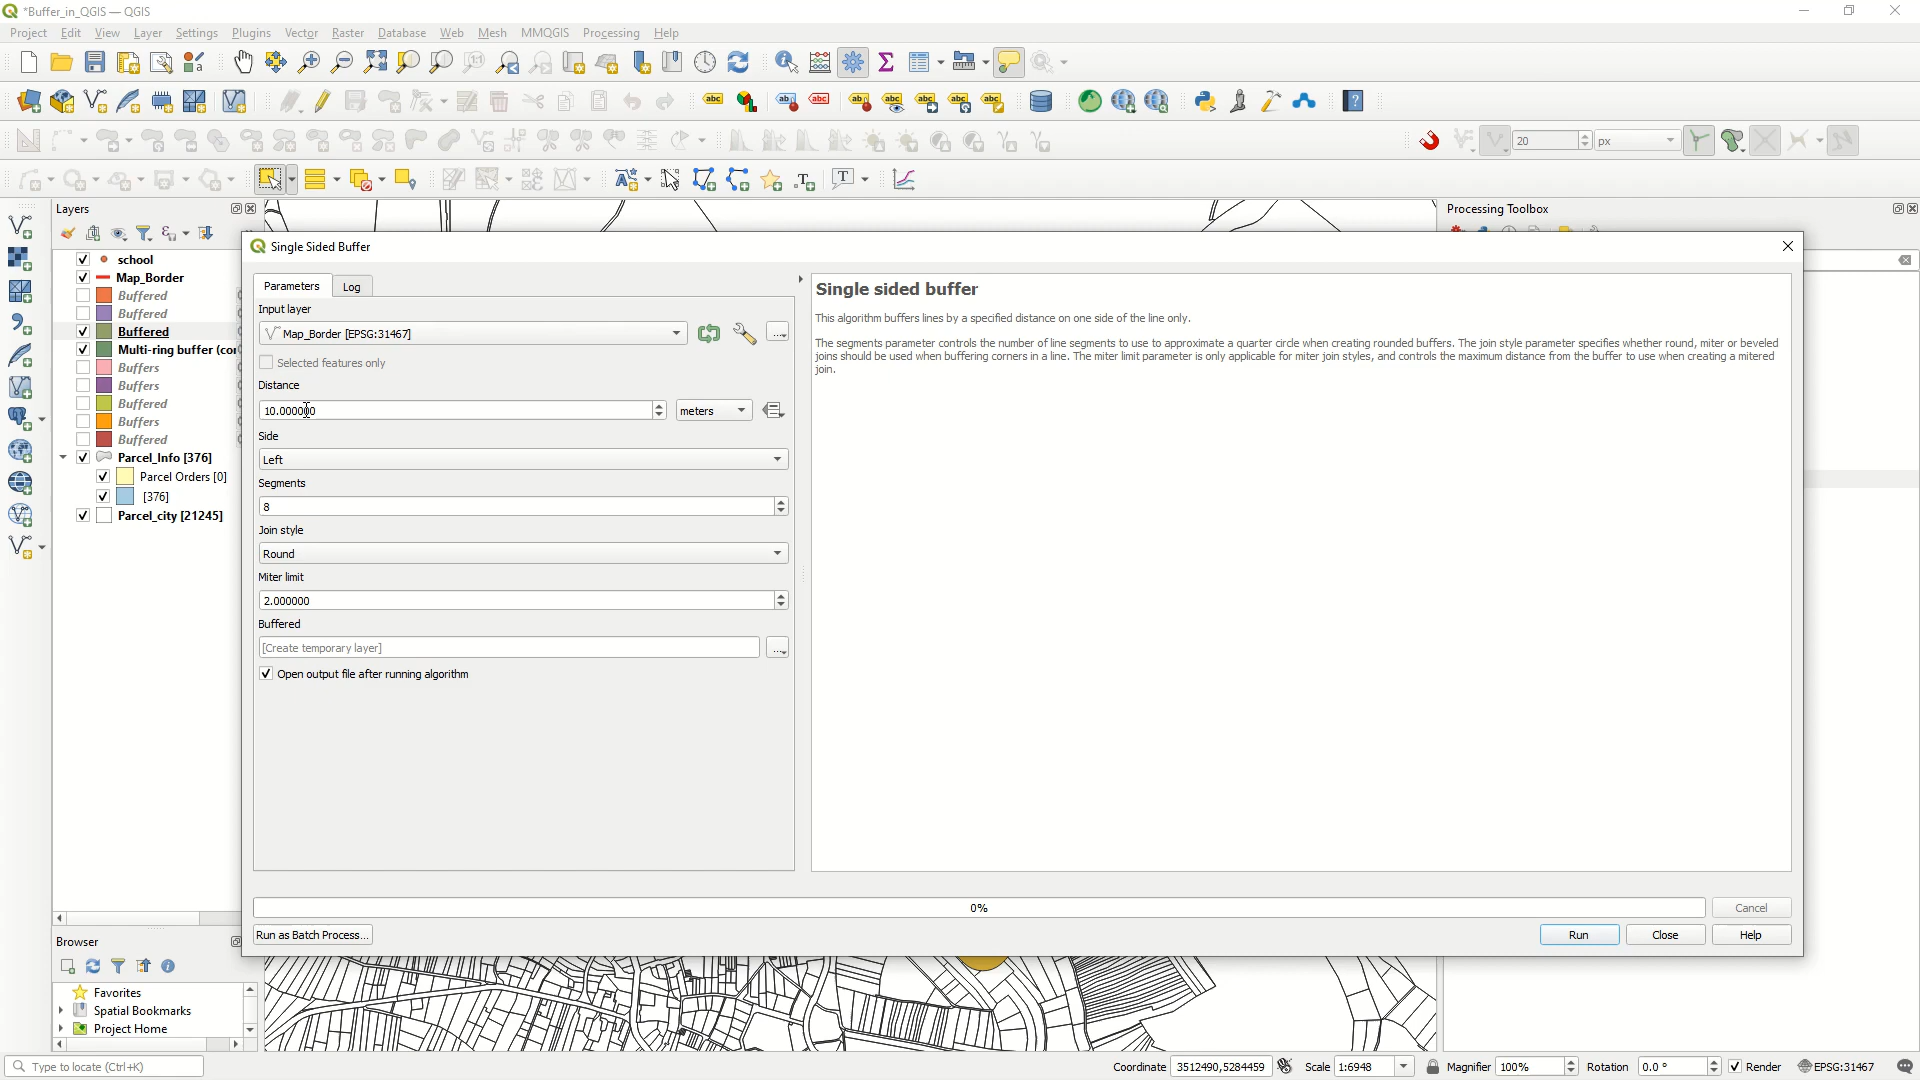 *Buffer_in_QGIS — QGIS
Project Edit View Layer Settings Plugins Vector Raster Database Web Mesh MMQGIS Processing Help
20 px
Layers
Processing Toolbox
Single Sided Buffer
school
Map_Border
Buffered
Buffered
Buffered
Multi-ring buffer (co
Buffers
Buffers
Buffered
Buffers
Buffered
Parcel_Info [376]
Parcel Orders [0]
[376]
Parcel_city [21245]
Parameters Log
Input layer
Map_Border [EPSG:31467]
Selected features only
Distance
10.000000 meters
Side
Left
Segments
8
Join style
Round
Miter limit
2.000000
Buffered
[Create temporary layer]
Open output file after running algorithm
Single sided buffer
This algorithm buffers lines by a specified distance on one side of the line only.
The segments parameter controls the number of line segments to use to approximate a quarter circle when creating rounded buffers. The join style parameter specifies whether round, miter or beveled
joins should be used when buffering corners in a line. The miter limit parameter is only applicable for miter join styles, and controls the maximum distance from the buffer to use when creating a mitered
join.
0%
Cancel
Run as Batch Process...
Run Close Help
Browser
Favorites
Spatial Bookmarks
Project Home
Type to locate (Ctrl+K)
Coordinate 3512490,5284459 Scale 1:6948 Magnifier 100% Rotation 0.0 ° Render EPSG:31467